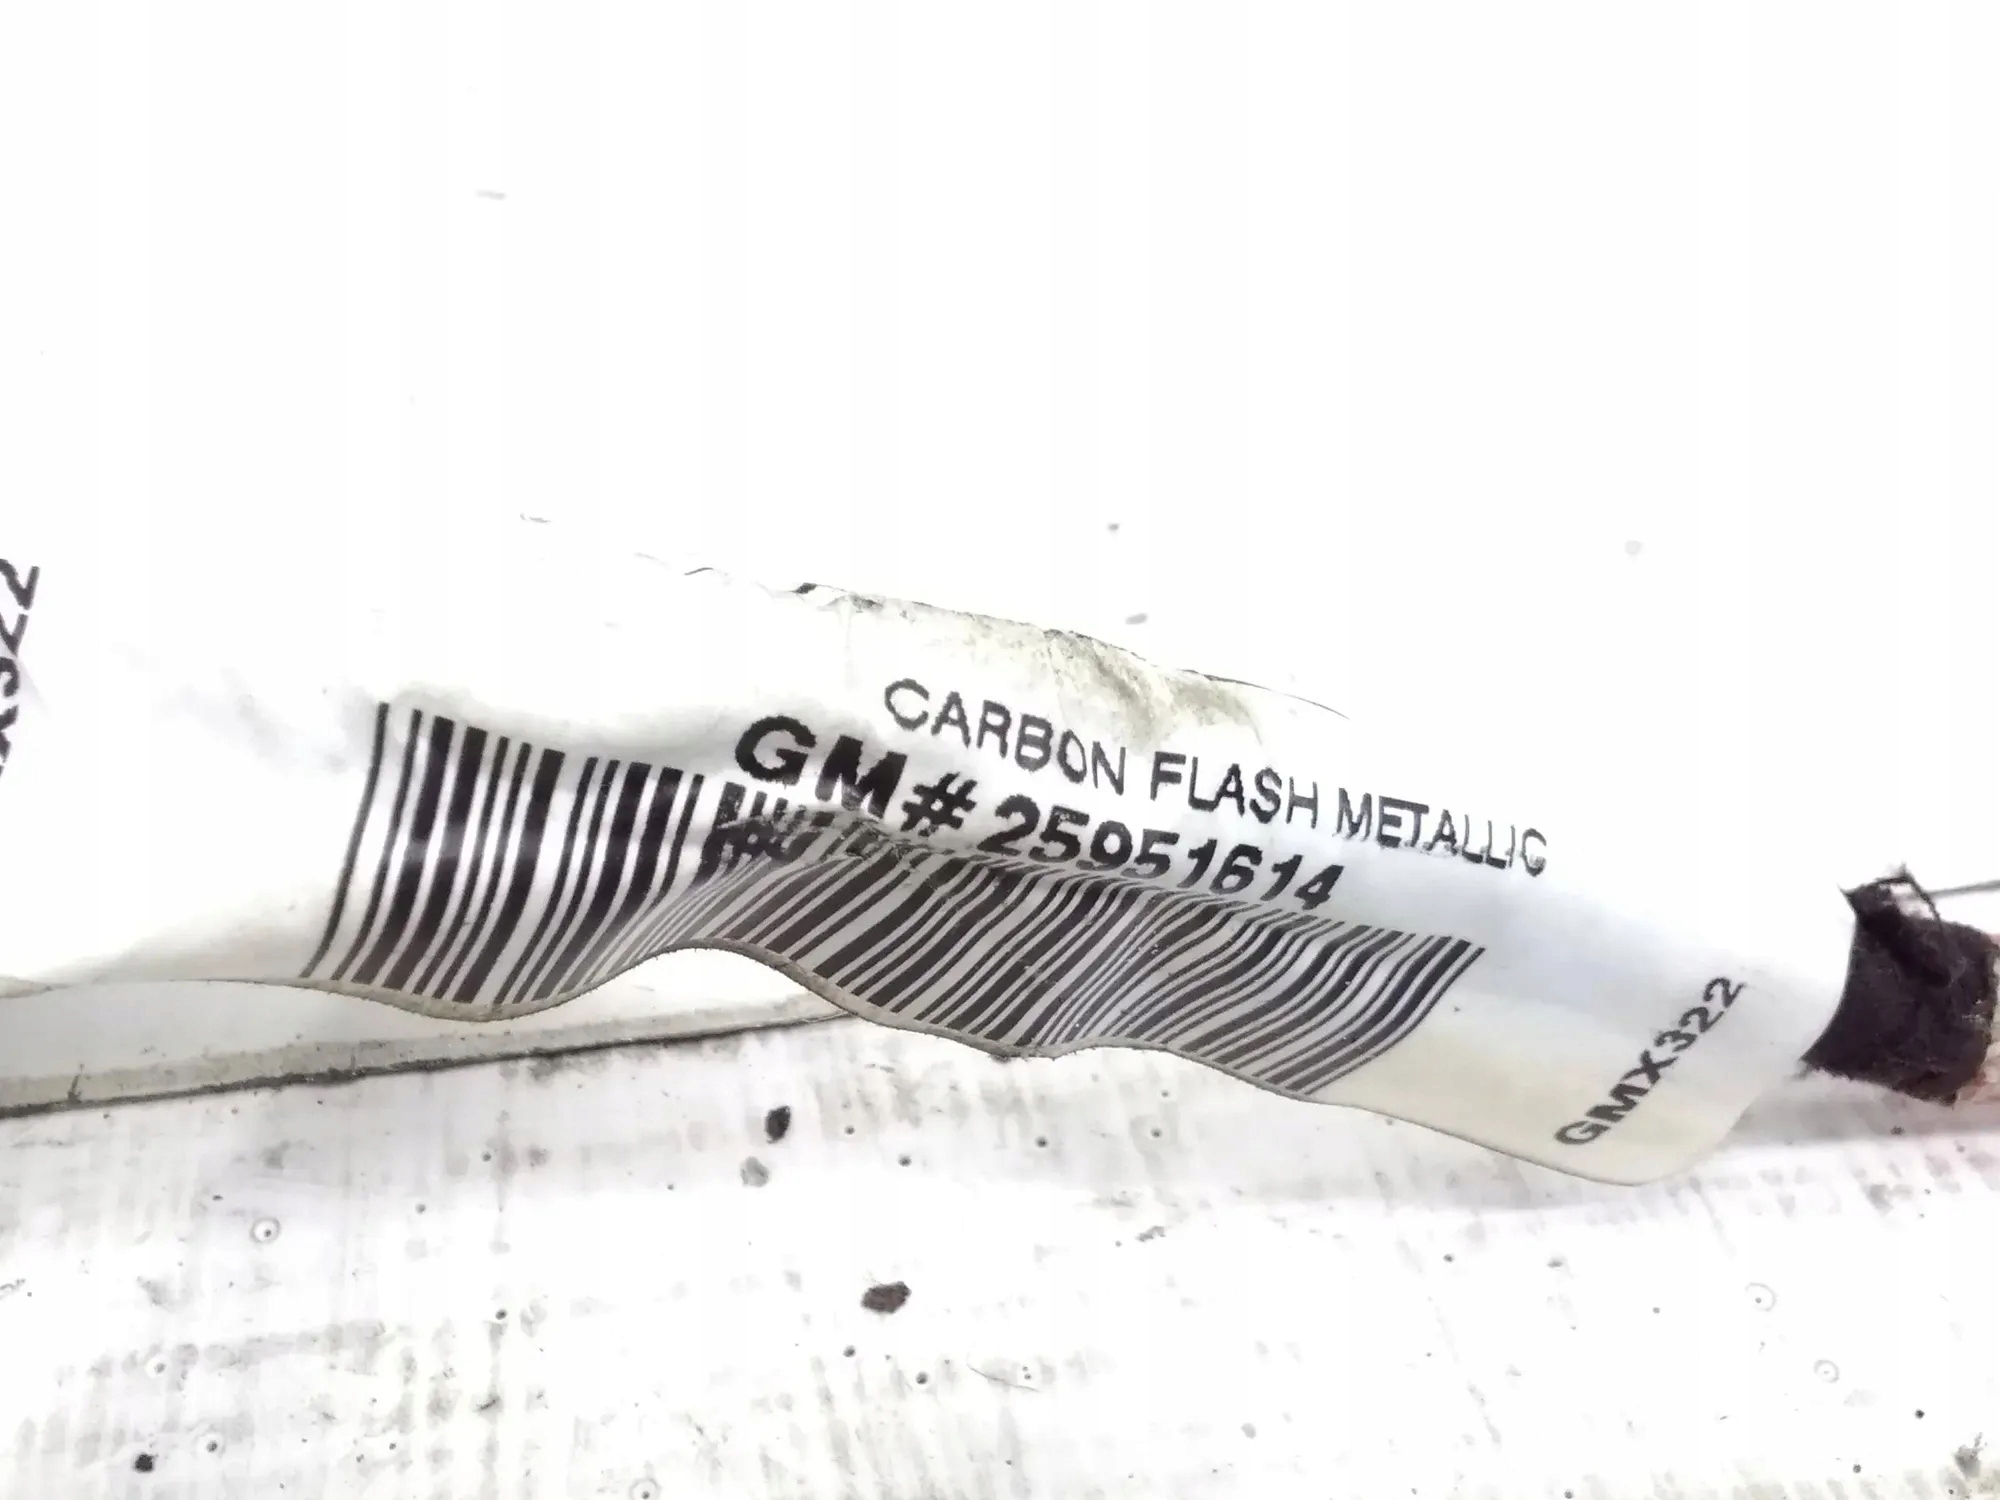 CARBON FLASH METALLIC
GM# 25951614
GMX322